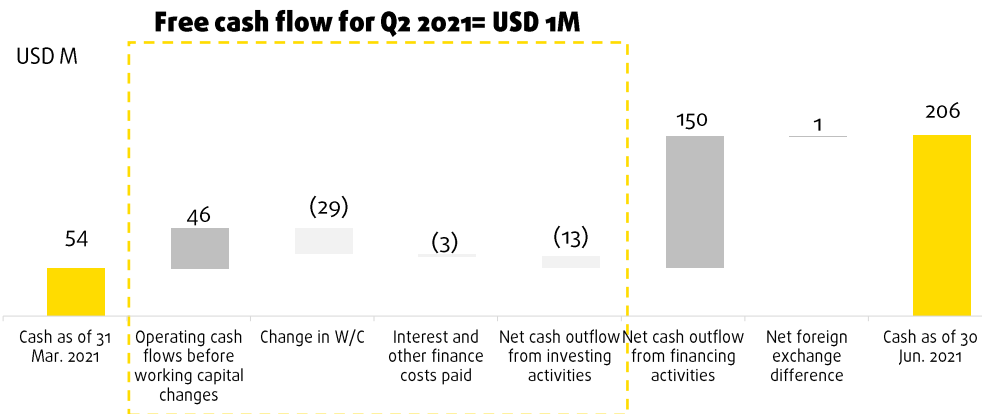 Free cash flow for Q2 2021= USD 1M
USD M
54
46
(29)
(3)
(13)
150
1
206
Cash as of 31
Mar. 2021
Operating cash
flows before
working capital
changes
Change in W/C
Interest and
other finance
costs paid
Net cash outflow
from investing
activities
Net cash outflow
from financing
activities
Net foreign
exchange
difference
Cash as of 30
Jun. 2021